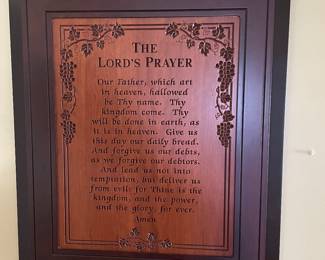 THE
LORD'S PRAYER
Our Father, which art
in heaven, hallowed
be Thy name. Thy
kingdom come. Thy
will be done in earth, as
it is in heaven. Give us
this day our daily bread.
And forgive us our debts,
as we forgive our debtors.
And lead us not into
temptation, but deliver us
from evil: for Thine is the
kingdom, and the power,
and the glory, for ever.
Amen